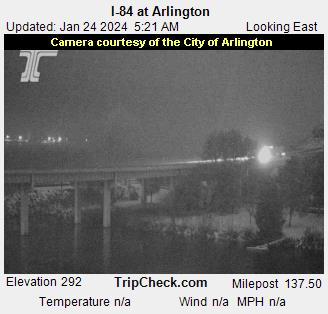 I-84 at Arlington
Updated: Jan 24 2024 5:21 AM Looking East
Camera courtesy of the City of Arlington
Elevation 292 TripCheck.com Milepost 137.50
Temperature n/a Wind n/a MPH n/a